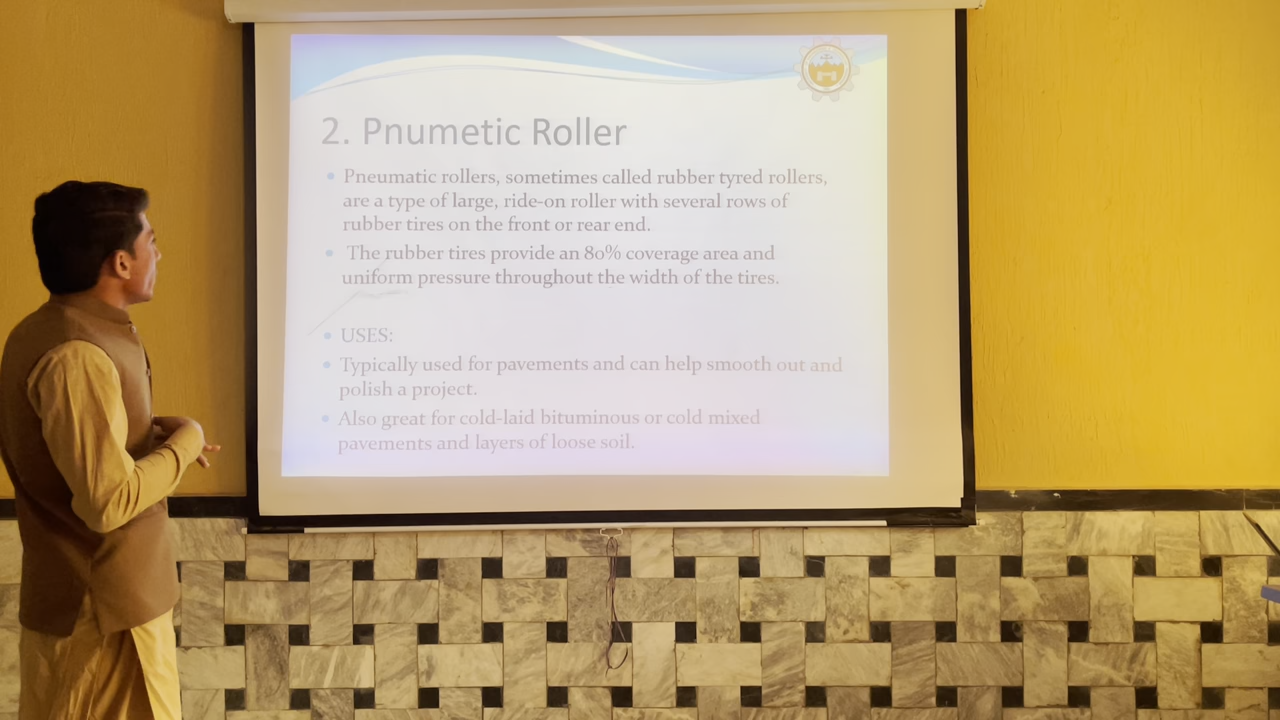 2. Pnumetic Roller
Pneumatic rollers, sometimes called rubber tyred rollers,
are a type of large, ride-on roller with several rows of
rubber tires on the front or rear end.
The rubber tires provide an 80% coverage area and
uniform pressure throughout the width of the tires.
USES:
Typically used for pavements and can help smooth out and
polish a project.
Also great for cold-laid bituminous or cold mixed
pavements and layers of loose soil.